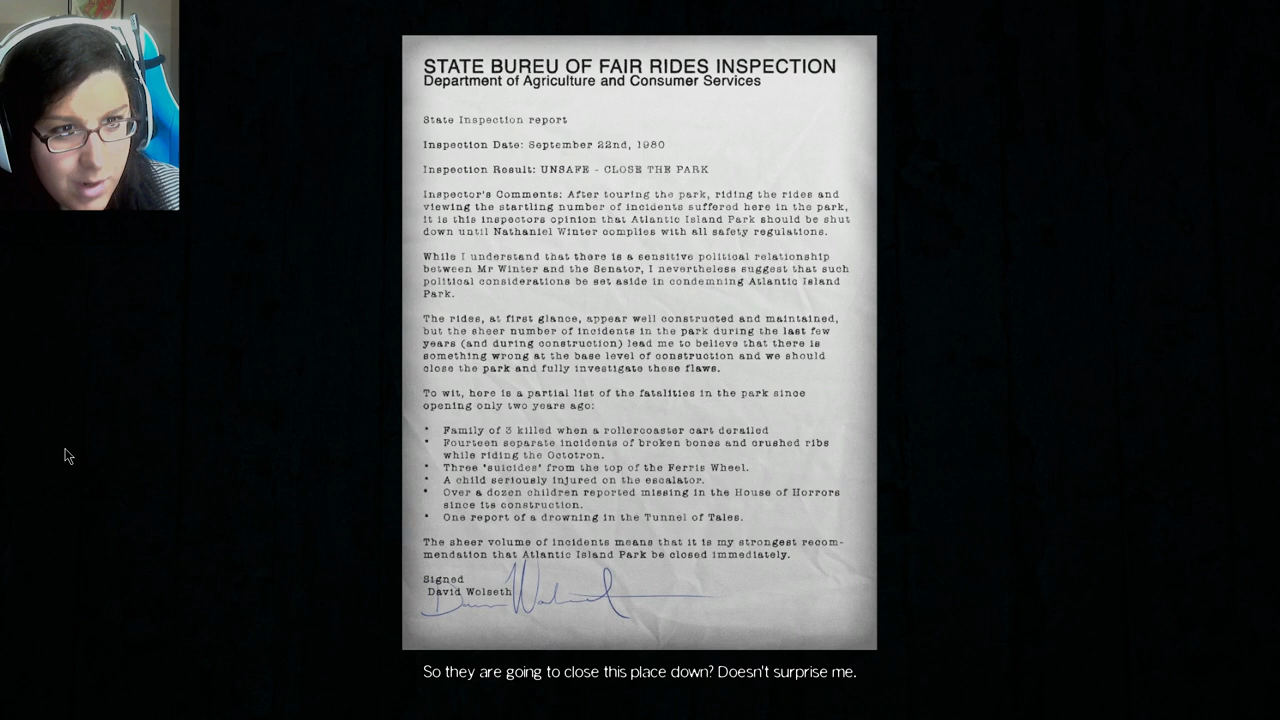 STATE BUREU OF FAIR RIDES INSPECTION
Department of Agriculture and Consumer Services
State Inspection report
Inspection Date: September 22nd, 1980
Inspection Result: UNSAFE - CLOSE THE PARK
Inspector's Comments: After touring the park, riding the rides and
viewing the startling number of incidents suffered here in the park,
it is this inspectors opinion that Atlantic Island Park should be shut
down until Nathaniel Winter complies with all safety regulations.
While I understand that there is a sensitive political relationship
between Mr Winter and the Senator, I nevertheless suggest that such
political considerations be set aside in condemning Atlantic Island
Park.
The rides, at first glance, appear well constructed and maintained,
but the sheer number of incidents in the park during the last few
years (and during construction) lead me to believe that there is
something wrong at the base level of construction and we should
close the park and fully investigate these flaws.
To wit, here is a partial list of the fatalities in the park since
opening only two years ago:
* Family of 3 killed when a rollercoaster cart derailed
* Fourteen separate incidents of broken bones and crushed ribs
while riding the Octotron.
* Three 'suicides' from the top of the Ferris Wheel.
* A child seriously injured on the escalator.
* Over a dozen children reported missing in the House of Horrors
since its construction.
* One report of a drowning in the Tunnel of Tales.
The sheer volume of incidents means that it is my strongest recom-
mendation that Atlantic Island Park be closed immediately.
Signed
David Wolseth
So they are going to close this place down? Doesn't surprise me.